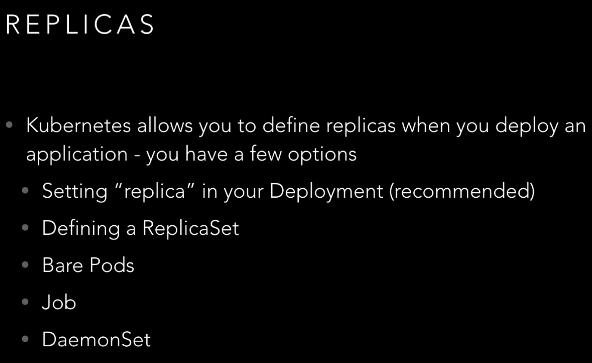 REPLICAS
• Kubernetes allows you to define replicas when you deploy an
application - you have a few options
• Setting “replica” in your Deployment (recommended)
• Defining a ReplicaSet
• Bare Pods
• Job
• DaemonSet